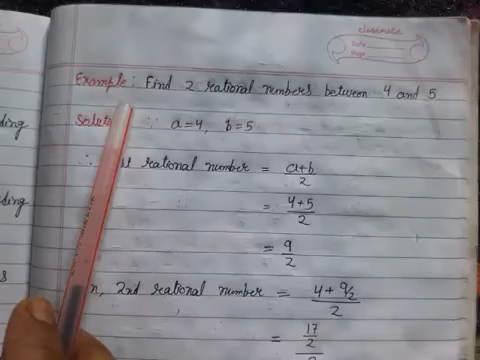 classmate
Date
Page
Example: Find 2 rational numbers between 4 and 5
∵ a=4, b=5
∴ rational number = a+b/2
= 4+5/2
= 9/2
2nd rational number = 4+9/2/2
= 17/2